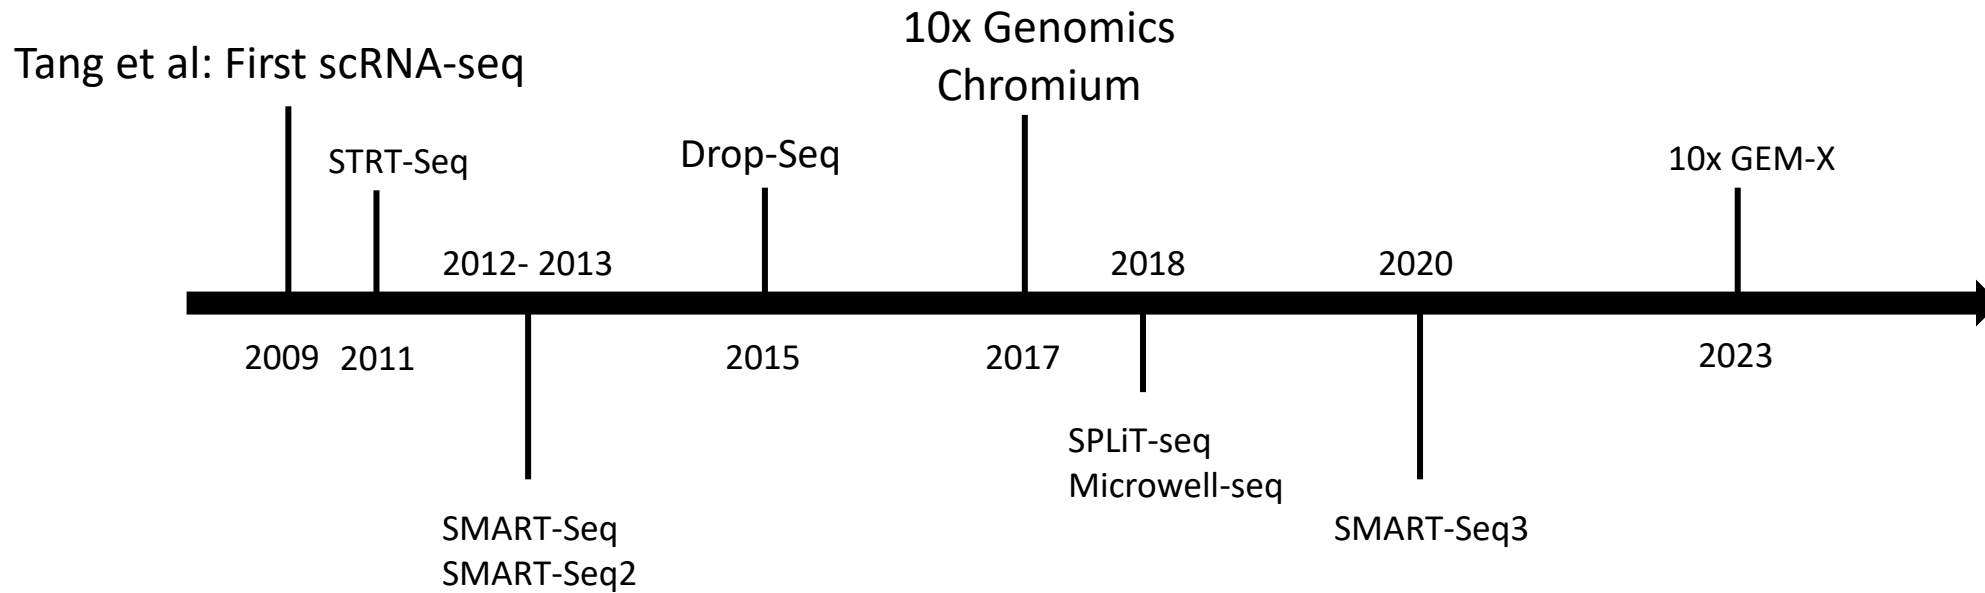 10x Genomics
Chromium
Tang et al: First scRNA-seq
STRT-Seq
Drop-Seq
10x GEM-X
2012- 2013
2018
2020
2009
2011
2015
2017
2023
SPLiT-seq
Microwell-seq
SMART-Seq
SMART-Seq2
SMART-Seq3